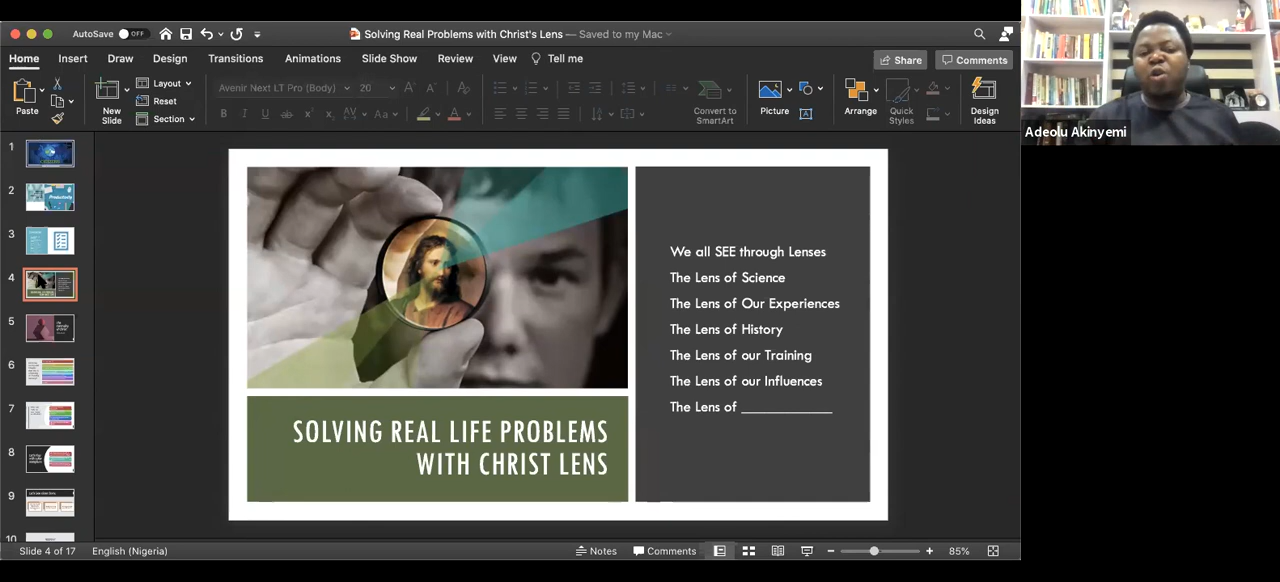 AutoSave OFF
Solving Real Problems with Christ's Lens — Saved to my Mac
Home Insert Draw Design Transitions Animations Slide Show Review View Tell me
Share Comments
Paste
New Slide
Layout
Reset
Section
Avenir Next LT Pro (Body) 20
Convert to SmartArt
Picture
Arrange
Quick Styles
Design Ideas
Adeolu Akinyemi
1
2
Productivity
3
4
5
6
7
8
9
10
We all SEE through Lenses
The Lens of Science
The Lens of Our Experiences
The Lens of History
The Lens of our Training
The Lens of our Influences
The Lens of ______________
SOLVING REAL LIFE PROBLEMS
WITH CHRIST LENS
Slide 4 of 17 English (Nigeria)
Notes Comments 85%